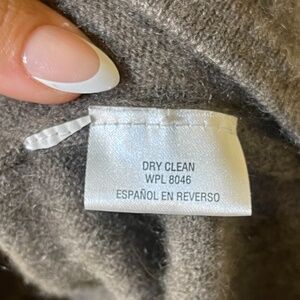 DRY CLEAN
WPL 8046
ESPAÑOL EN REVERSO